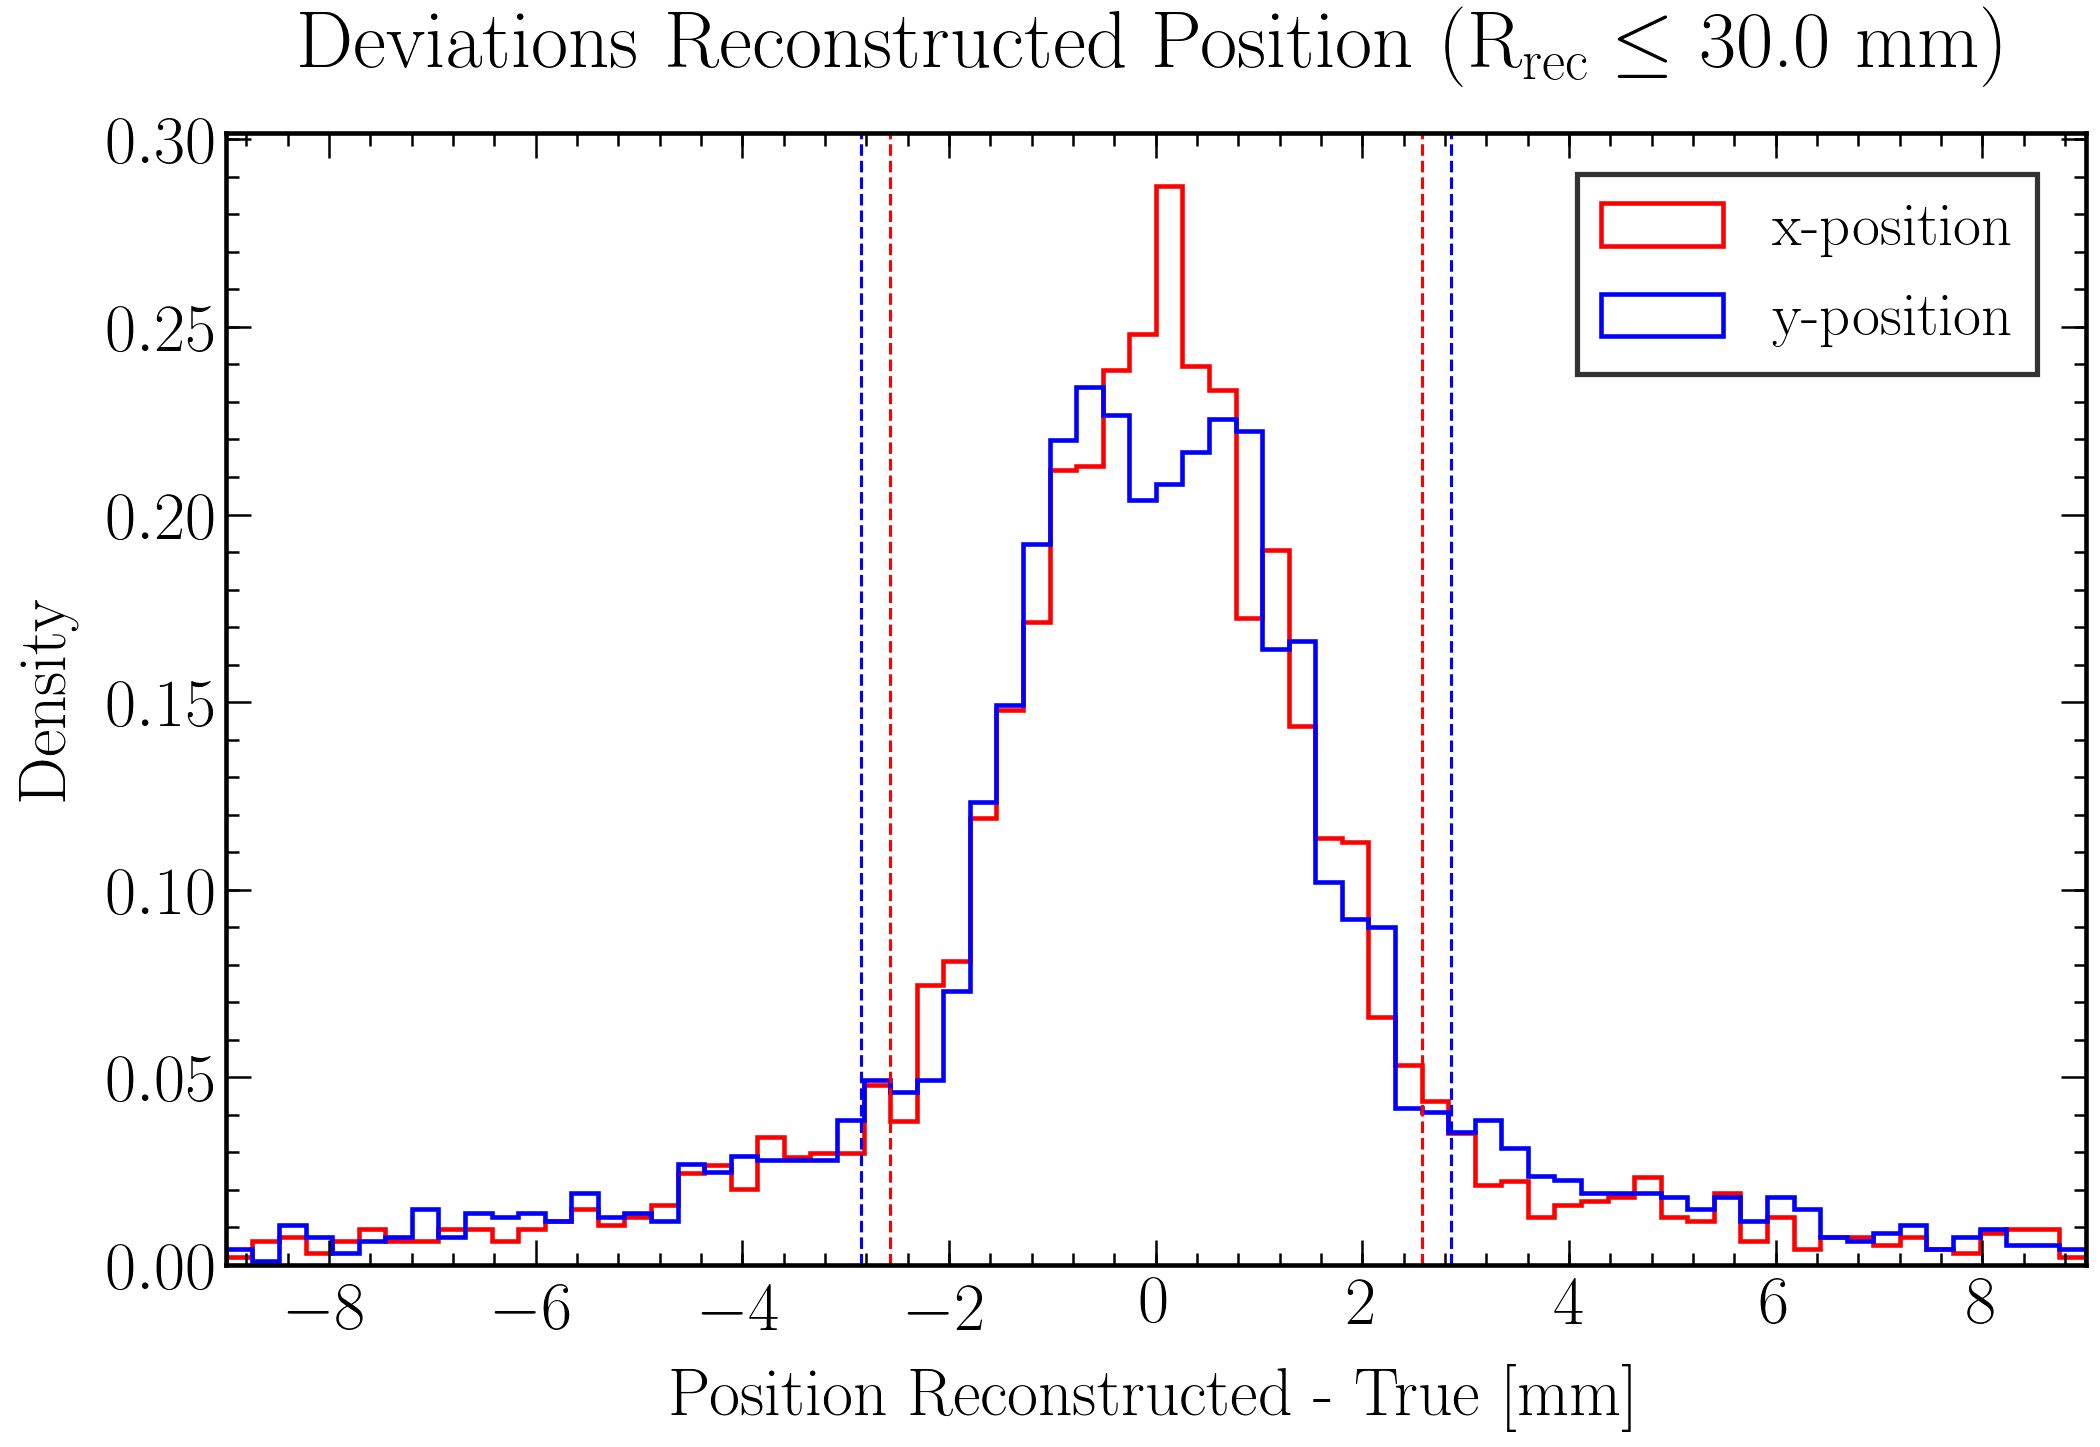 Deviations Reconstructed Position (R_rec ≤ 30.0 mm)
0.30
0.25
0.20
0.15
0.10
0.05
0.00
Density
x-position
y-position
−8 −6 −4 −2 0 2 4 6 8
Position Reconstructed - True [mm]